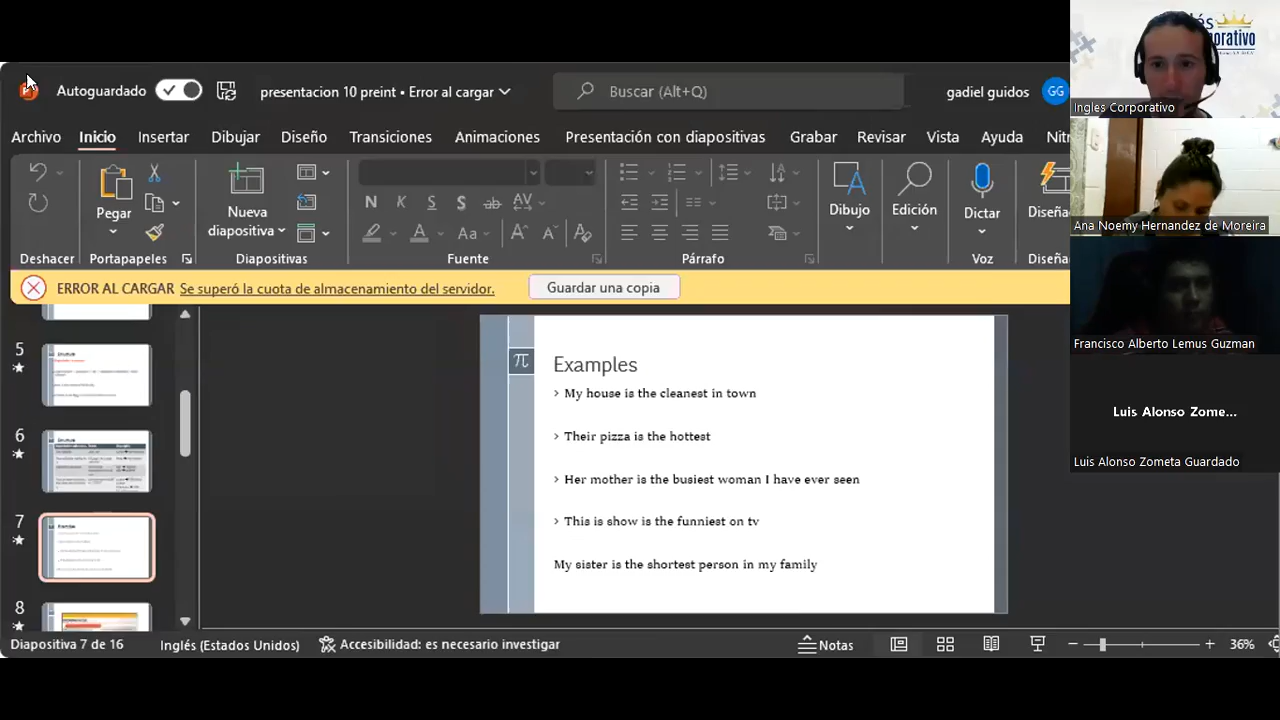 Autoguardado
presentacion 10 preint • Error al cargar
Buscar (Alt+Q)
gadiel guidos
GG
Archivo
Inicio
Insertar
Dibujar
Diseño
Transiciones
Animaciones
Presentación con diapositivas
Grabar
Revisar
Vista
Ayuda
Nitr
Pegar
Nueva
diapositiva
N K S S ab AV
Aa
Dibujo
Edición
Dictar
Diseña
Deshacer
Portapapeles
Diapositivas
Fuente
Párrafo
Voz
Diseña
ERROR AL CARGAR Se superó la cuota de almacenamiento del servidor.
Guardar una copia
5
6
7
8
π
Examples
› My house is the cleanest in town
› Their pizza is the hottest
› Her mother is the busiest woman I have ever seen
› This is show is the funniest on tv
My sister is the shortest person in my family
Diapositiva 7 de 16
Inglés (Estados Unidos)
Accesibilidad: es necesario investigar
Notas
36%
Ingles Corporativo
Ana Noemy Hernandez de Moreira
Francisco Alberto Lemus Guzman
Luis Alonso Zome...
Luis Alonso Zometa Guardado